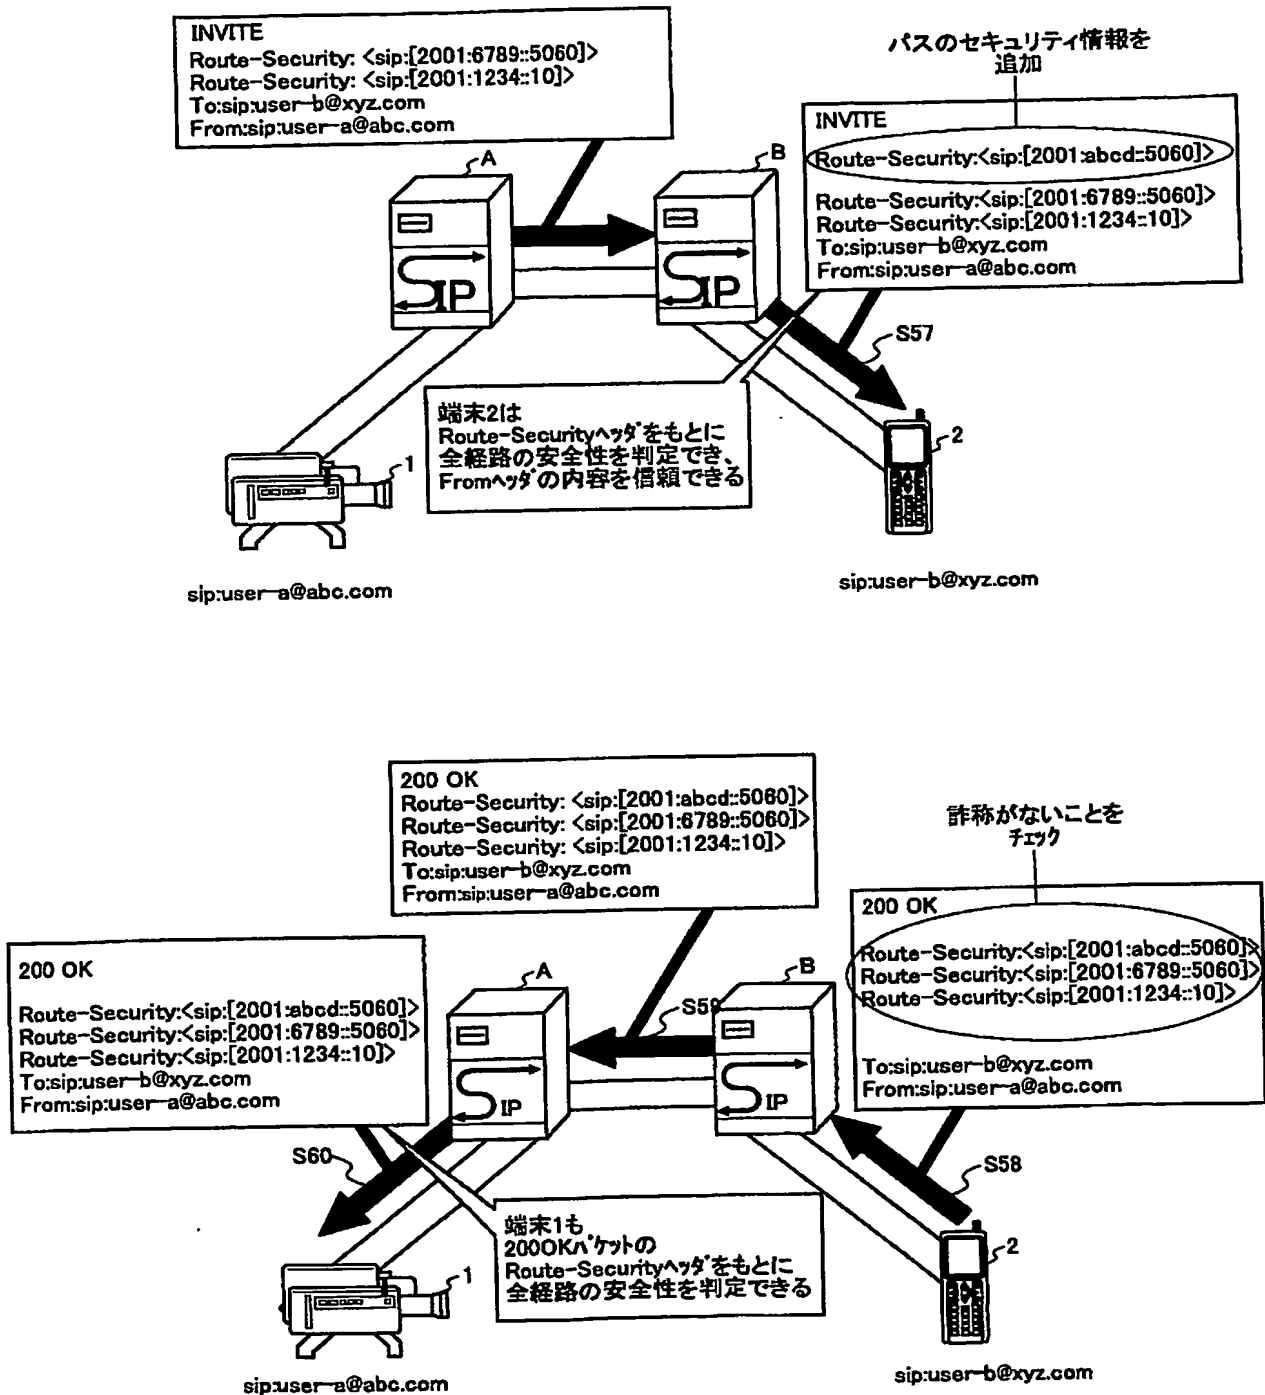 INVITE
Route-Security: <sip:[2001:6789::5060]>
Route-Security: <sip:[2001:1234::10]>
To:sip:user-b@xyz.com
From:sip:user-a@abc.com
パスのセキュリティ情報を
追加
INVITE
Route-Security:<sip:[2001:abcd::5060]>
Route-Security:<sip:[2001:6789::5060]>
Route-Security:<sip:[2001:1234::10]>
To:sip:user-b@xyz.com
From:sip:user-a@abc.com
A
B
SIP
SIP
S57
端末2は
Route-Securityヘッダをもとに
全経路の安全性を判定でき、
Fromヘッダの内容を信頼できる
1
2
sip:user-a@abc.com
sip:user-b@xyz.com
200 OK
Route-Security: <sip:[2001:abcd::5060]>
Route-Security: <sip:[2001:6789::5060]>
Route-Security: <sip:[2001:1234::10]>
To:sip:user-b@xyz.com
From:sip:user-a@abc.com
詐称がないことを
チェック
200 OK
Route-Security:<sip:[2001:abcd::5060]>
Route-Security:<sip:[2001:6789::5060]>
Route-Security:<sip:[2001:1234::10]>
To:sip:user-b@xyz.com
From:sip:user-a@abc.com
200 OK
Route-Security:<sip:[2001:abcd::5060]>
Route-Security:<sip:[2001:6789::5060]>
Route-Security:<sip:[2001:1234::10]>
To:sip:user-b@xyz.com
From:sip:user-a@abc.com
A
B
S59
SIP
SIP
S60
S58
端末1も
200OKパケットの
Route-Securityヘッダをもとに
全経路の安全性を判定できる
1
2
sip:user-a@abc.com
sip:user-b@xyz.com